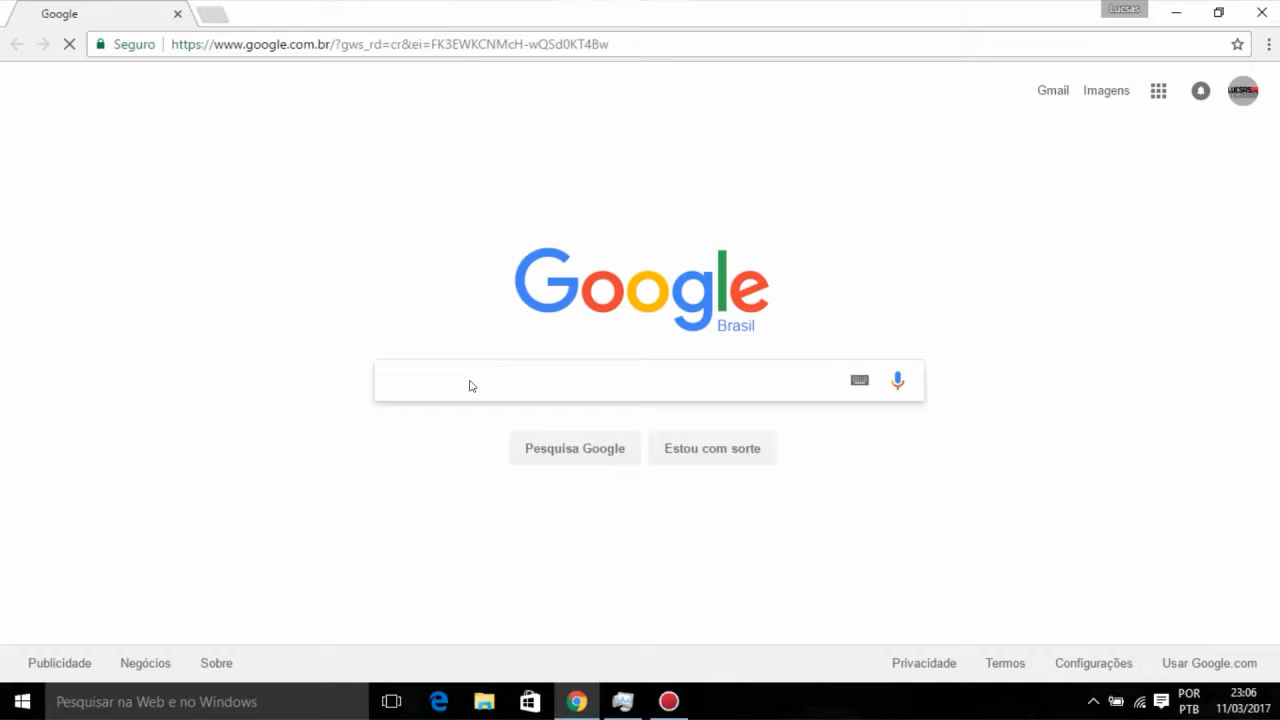 Google
Lucsas
Seguro
https://www.google.com.br/?gws_rd=cr&ei=FK3EWKCNMcH-wQSd0KT4Bw
Gmail
Imagens
LUCSAS
Google
Brasil
Pesquisa Google
Estou com sorte
Publicidade
Negócios
Sobre
Privacidade
Termos
Configurações
Usar Google.com
Pesquisar na Web e no Windows
POR
PTB
23:06
11/03/2017